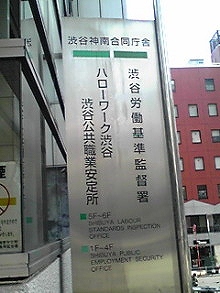 渋谷神南合同庁舎
渋谷労働基準監督署
ハローワーク渋谷
渋谷公共職業安定所
5F-6F
SHIBUYA LABOUR
STANDARDS INSPECTION
OFFICE
1F-4F
SHIBUYA PUBLIC
EMPLOYMENT SECURITY
OFFICE